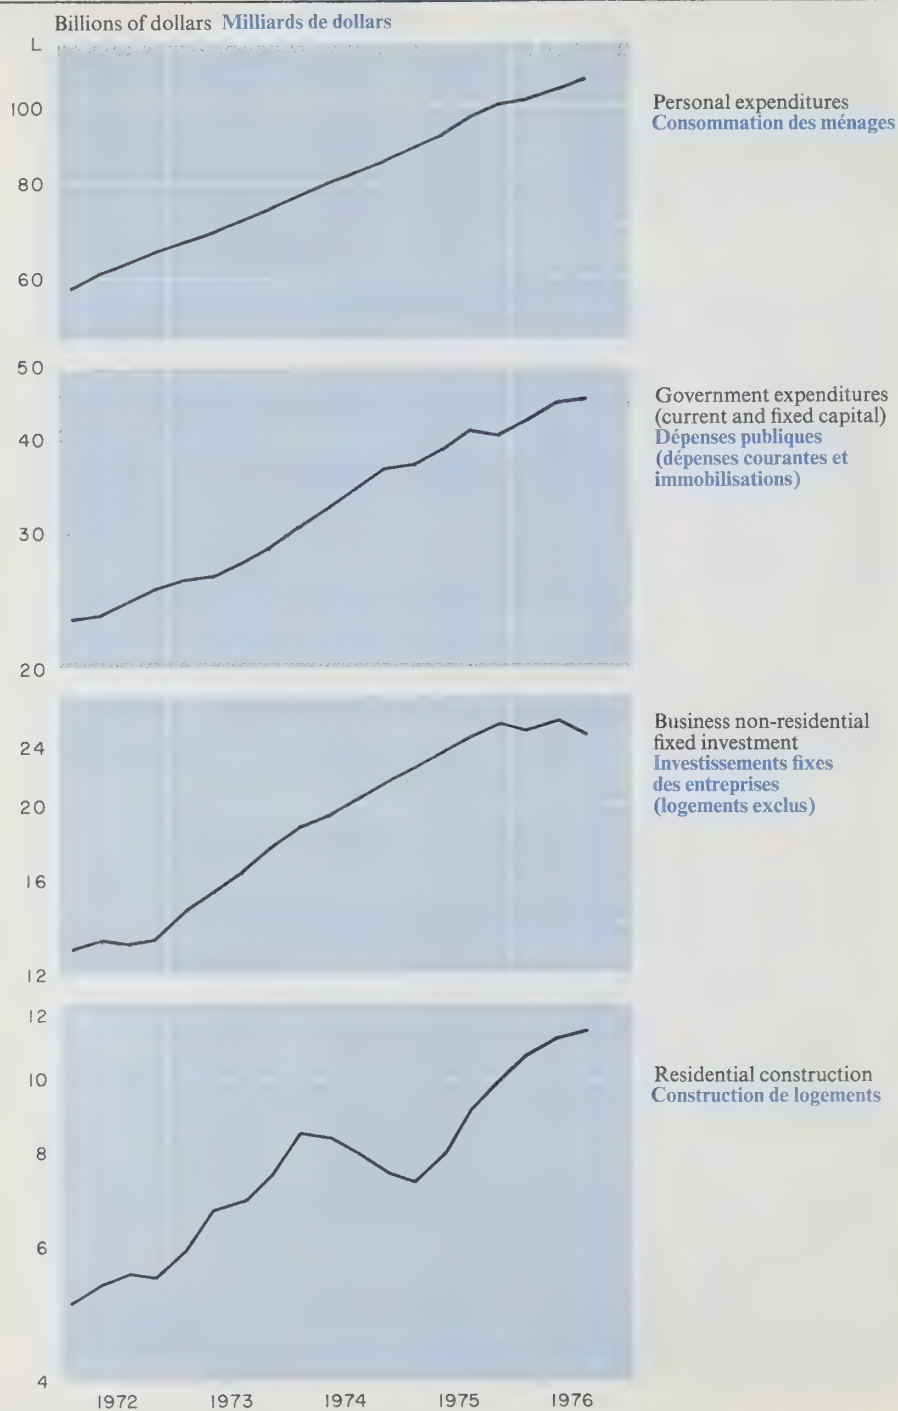 Billions of dollars Milliards de dollars
L
100
80
60
Personal expenditures
Consommation des ménages
50
40
30
20
Government expenditures
(current and fixed capital)
Dépenses publiques
(dépenses courantes et
immobilisations)
24
20
16
12
Business non-residential
fixed investment
Investissements fixes
des entreprises
(logements exclus)
12
10
8
6
4
Residential construction
Construction de logements
1972 1973 1974 1975 1976